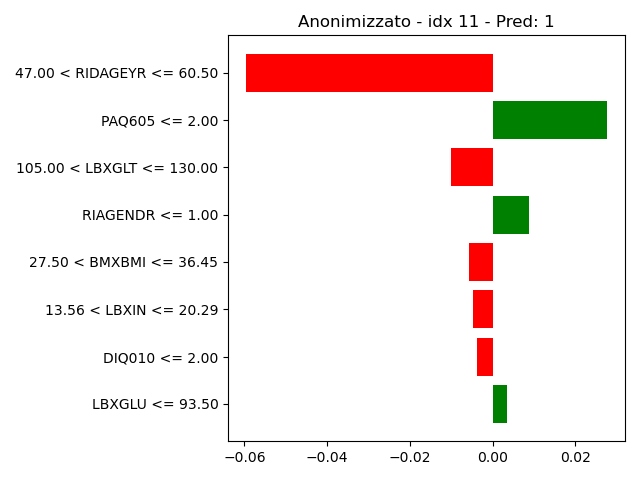 Anonimizzato - idx 11 - Pred: 1
47.00 < RIDAGEYR <= 60.50
PAQ605 <= 2.00
105.00 < LBXGLT <= 130.00
RIAGENDR <= 1.00
27.50 < BMXBMI <= 36.45
13.56 < LBXIN <= 20.29
DIQ010 <= 2.00
LBXGLU <= 93.50
−0.06 −0.04 −0.02 0.00 0.02